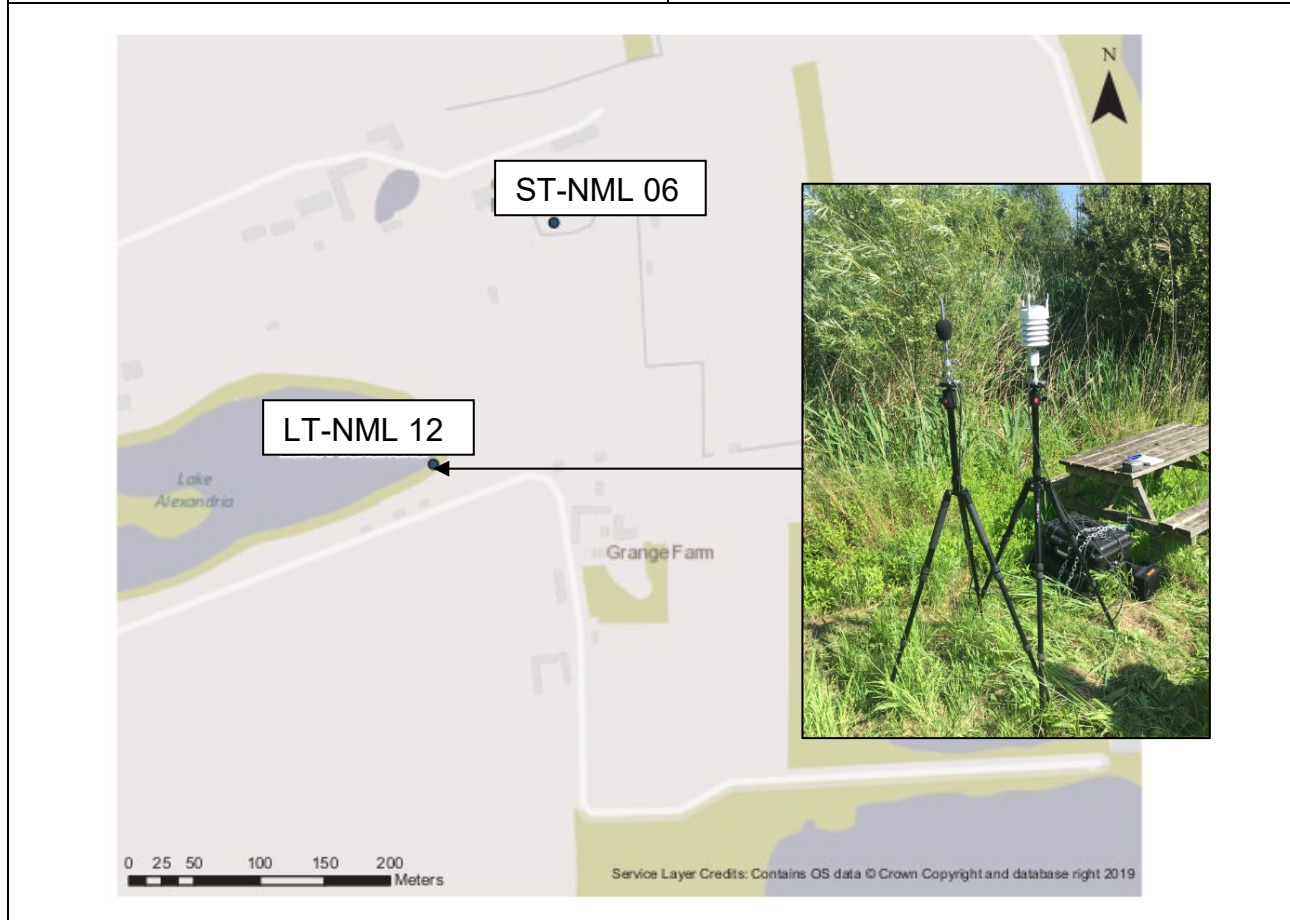 N
ST-NML 06
LT-NML 12
Lake
Alexandria
Grange Farm
0 25 50 100 150 200
Meters
Service Layer Credits: Contains OS data © Crown Copyright and database right 2019